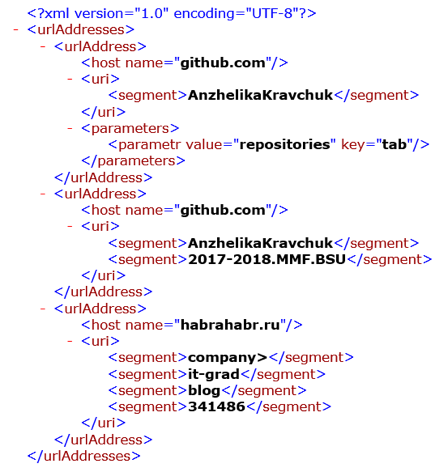 <?xml version="1.0" encoding="UTF-8"?>
- <urlAddresses>
- <urlAddress>
<host name="github.com"/>
- <uri>
<segment>AnzhelikaKravchuk</segment>
</uri>
- <parameters>
<parametr value="repositories" key="tab"/>
</parameters>
</urlAddress>
- <urlAddress>
<host name="github.com"/>
- <uri>
<segment>AnzhelikaKravchuk</segment>
<segment>2017-2018.MMF.BSU</segment>
</uri>
</urlAddress>
- <urlAddress>
<host name="habrahabr.ru"/>
- <uri>
<segment>company></segment>
<segment>it-grad</segment>
<segment>blog</segment>
<segment>341486</segment>
</uri>
</urlAddress>
</urlAddresses>